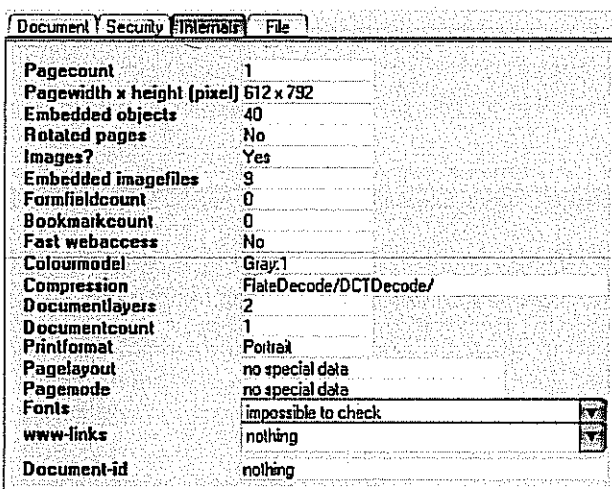 Document Security Internals File
Pagecount 1
Pagewidth x height (pixel) 612 x 792
Embedded objects 40
Rotated pages No
Images? Yes
Embedded imagefiles 9
Formfieldcount 0
Bookmarkcount 0
Fast webaccess No
Colourmodel Gray:1
Compression FlateDecode/DCTDecode/
Documentlayers 2
Documentcount 1
Printformat Portrait
Pagelayout no special data
Pagemode no special data
Fonts impossible to check
www-links nothing
Document-id nothing